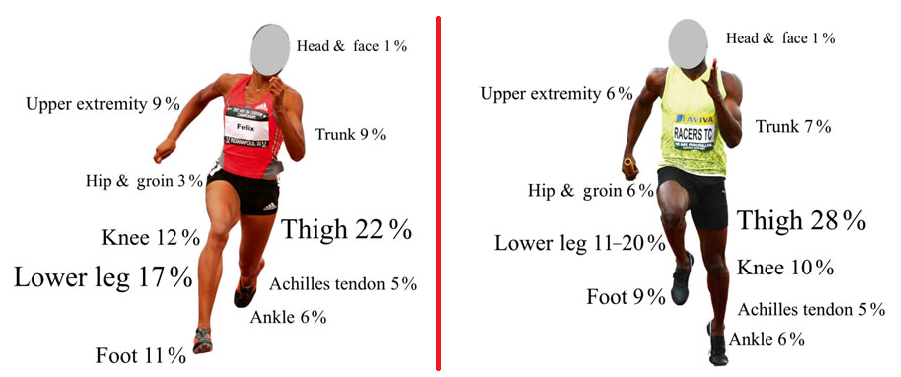 Head & face 1%
Upper extremity 9%
Felix
Trunk 9%
Hip & groin 3%
Thigh 22%
Knee 12%
Lower leg 17%
Achilles tendon 5%
Ankle 6%
Foot 11%
Head & face 1%
Upper extremity 6%
AVIVA
RACERS TC
Trunk 7%
Hip & groin 6%
Thigh 28%
Lower leg 11–20%
Knee 10%
Foot 9%
Achilles tendon 5%
Ankle 6%